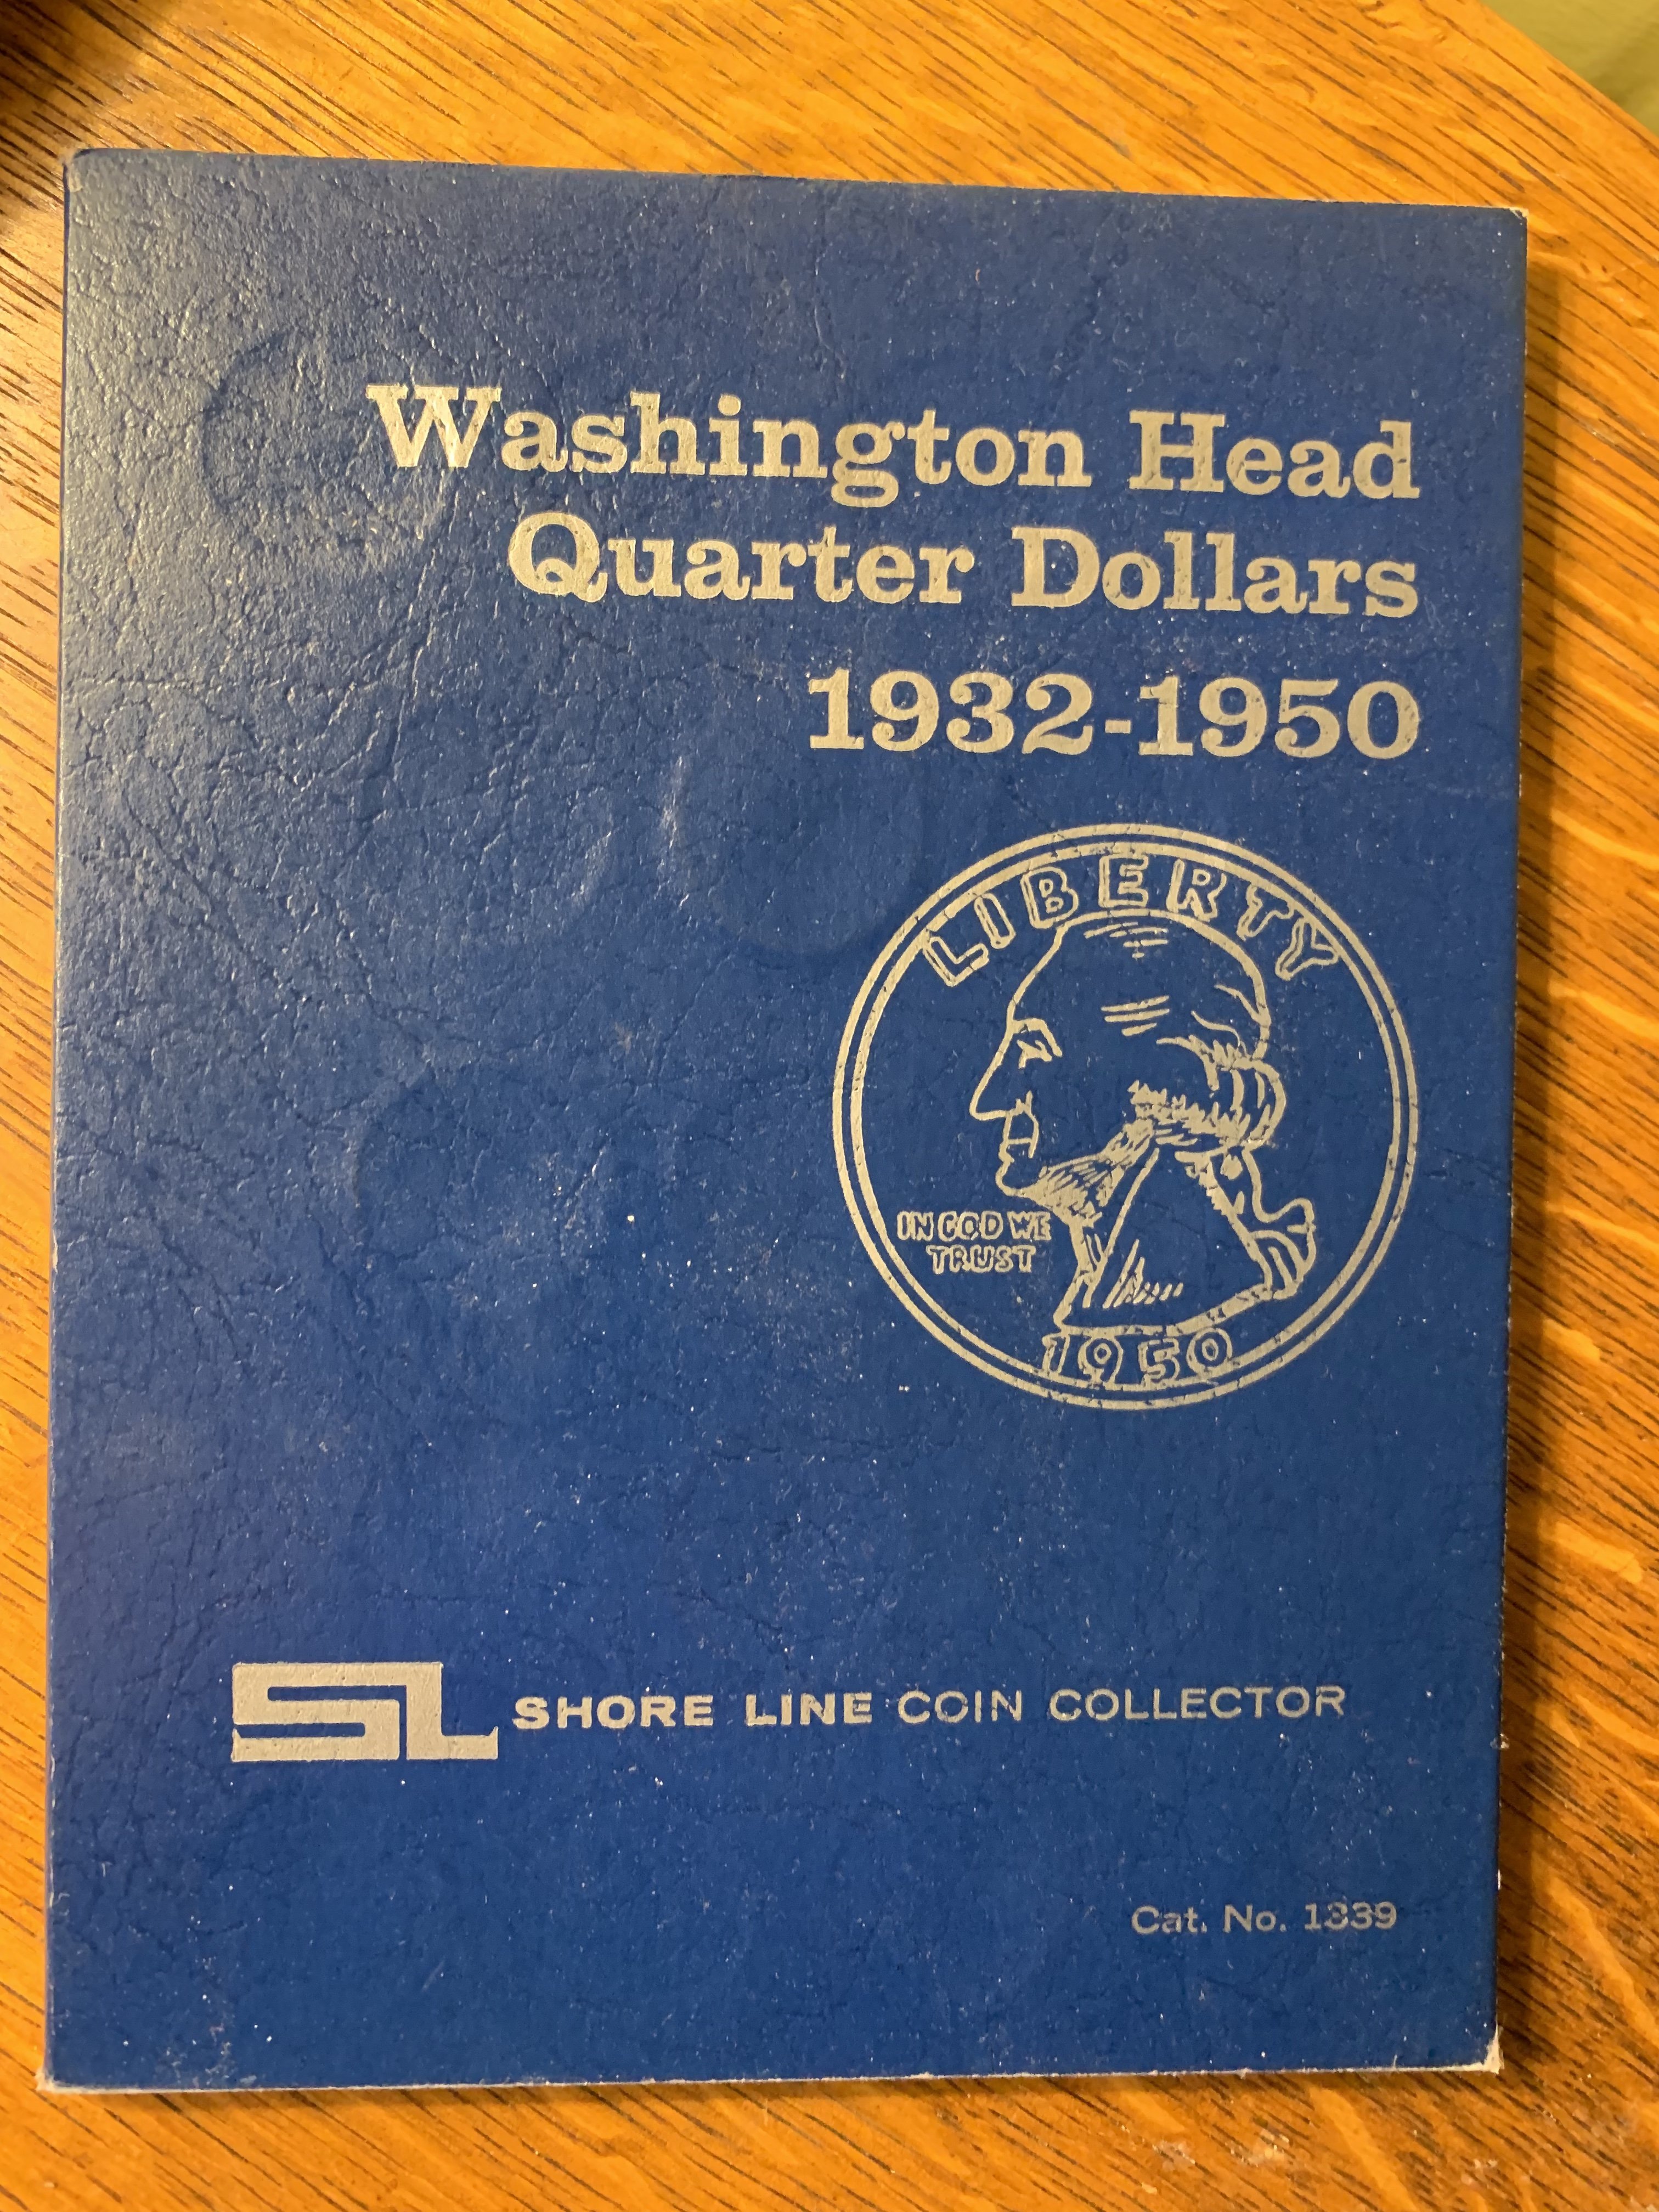 Washington Head
Quarter Dollars
1932-1950
LIBERTY
IN GOD WE
TRUST
1950
SL SHORE LINE COIN COLLECTOR
Cat. No. 1339